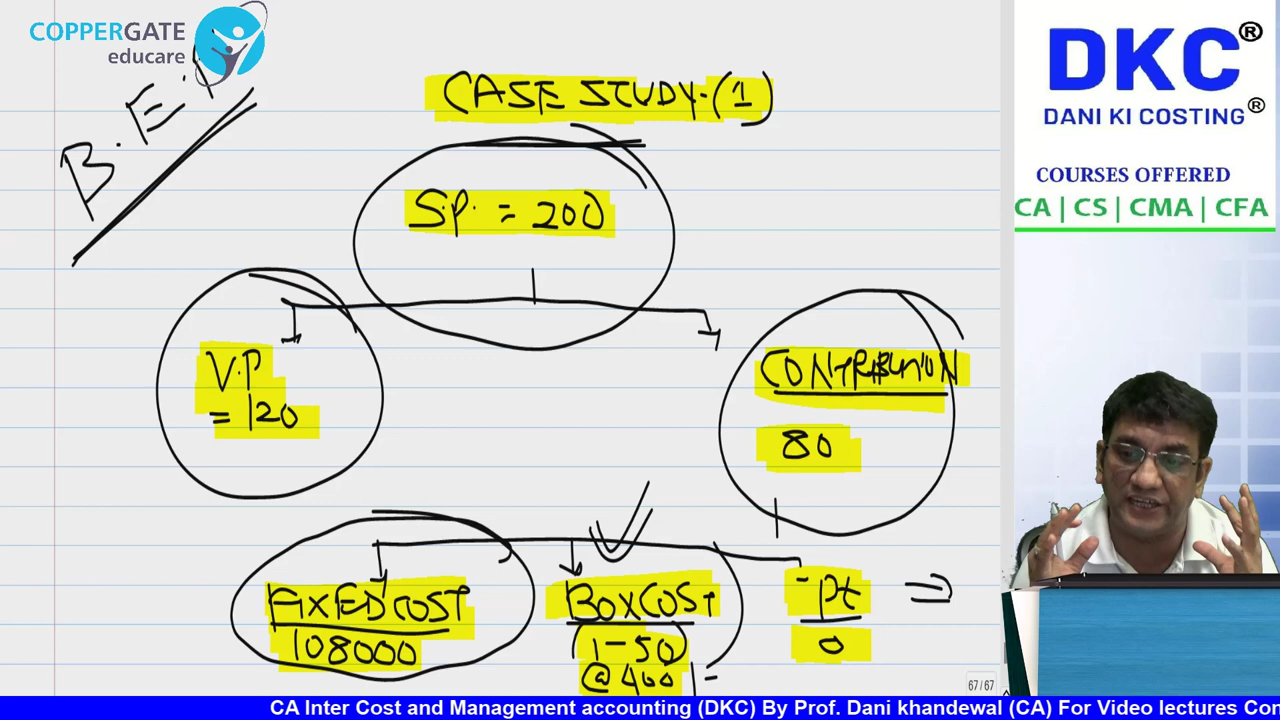 COPPERGATE
educare
B.E.P
CASE STUDY-(1)
S.P. = 200
V.P
= 120
CONTRIBUTION
80
FIXED COST
108000
BOX COST
(1-50)
@ 400/-
Pt
0
67/67
DKC®
DANI KI COSTING®
COURSES OFFERED
CA | CS | CMA | CFA
CA Inter Cost and Management accounting (DKC) By Prof. Dani khandewal (CA) For Video lectures Con